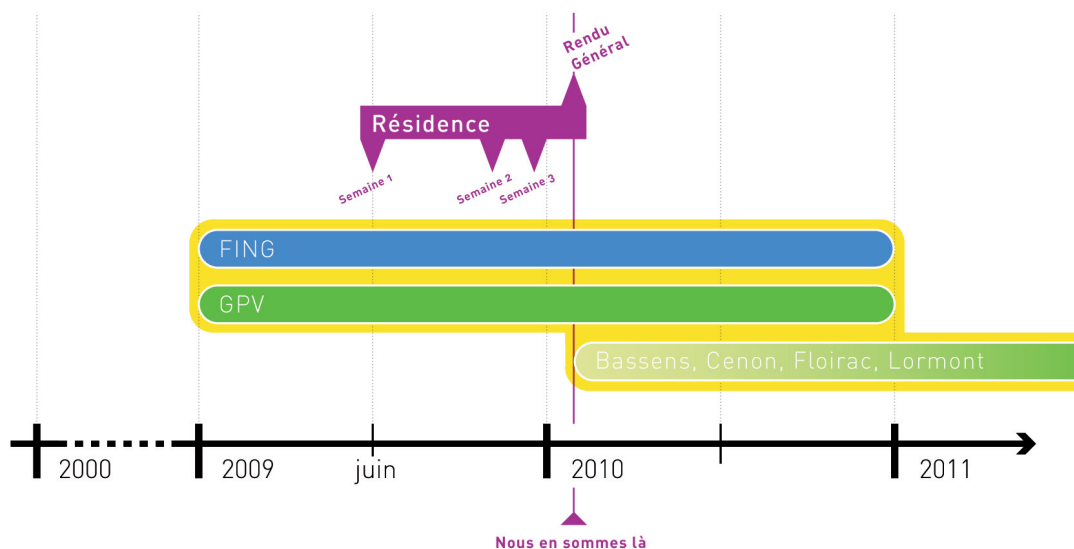 Rendu
Général
Résidence
Semaine 1
Semaine 2
Semaine 3
FING
GPV
Bassens, Cenon, Floirac, Lormont
2000
2009
juin
2010
2011
Nous en sommes là